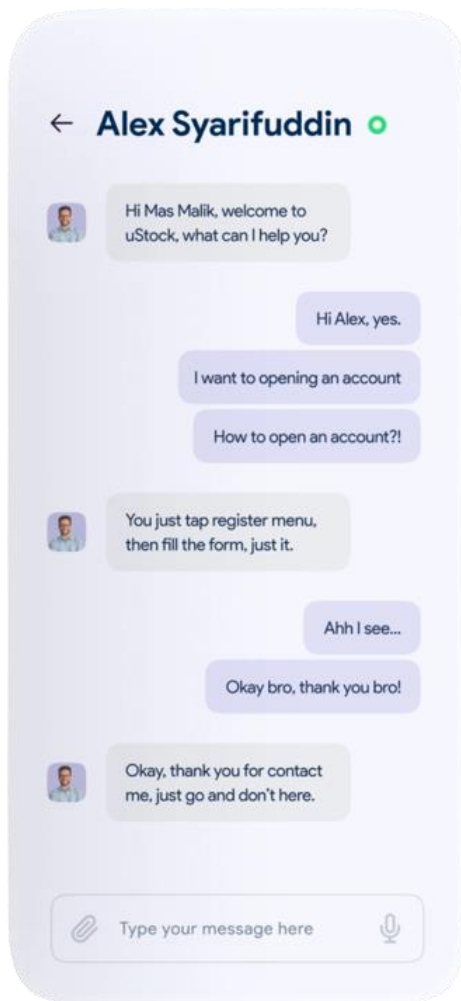 Alex Syarifuddin
Hi Mas Malik, welcome to
uStock, what can I help you?
Hi Alex, yes.
I want to opening an account
How to open an account?!
You just tap register menu,
then fill the form, just it.
Ahh I see...
Okay bro, thank you bro!
Okay, thank you for contact
me, just go and don't here.
Type your message here